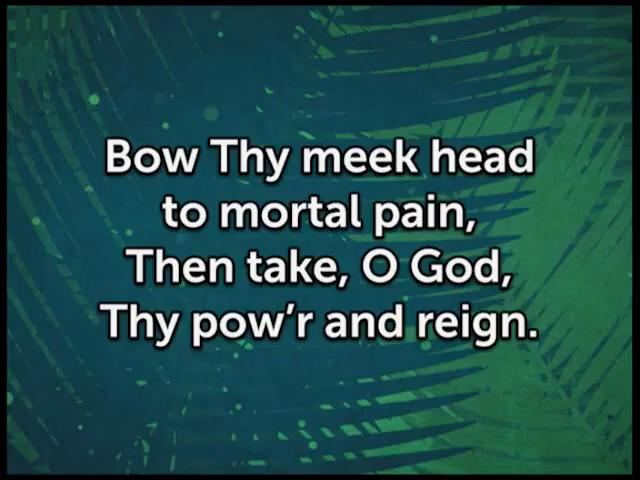 Bow Thy meek head
to mortal pain,
Then take, O God,
Thy pow’r and reign.